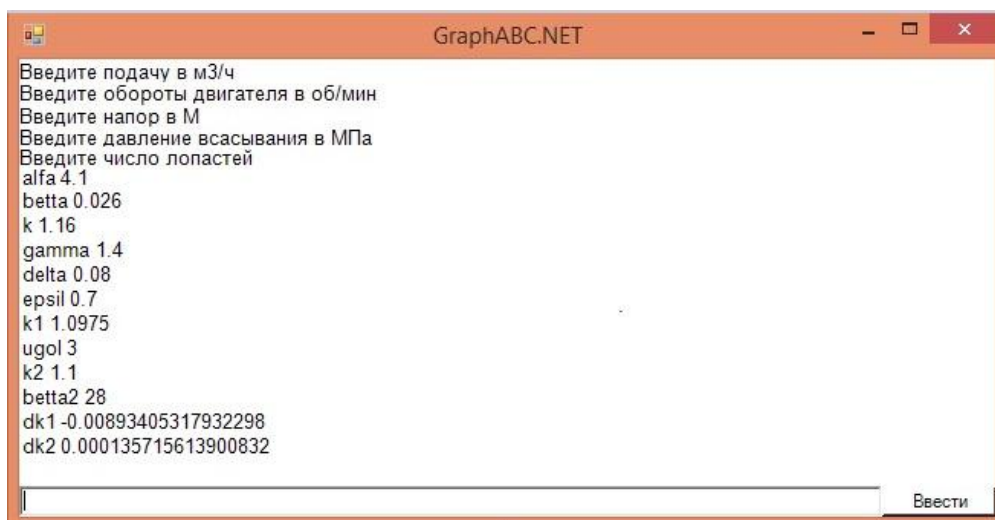 GraphABC.NET
Введите подачу в м3/ч
Введите обороты двигателя в об/мин
Введите напор в М
Введите давление всасывания в МПа
Введите число лопастей
alfa 4.1
betta 0.026
k 1.16
gamma 1.4
delta 0.08
epsil 0.7
k1 1.0975
ugol 3
k2 1.1
betta2 28
dk1 -0.00893405317932298
dk2 0.000135715613900832
Ввести